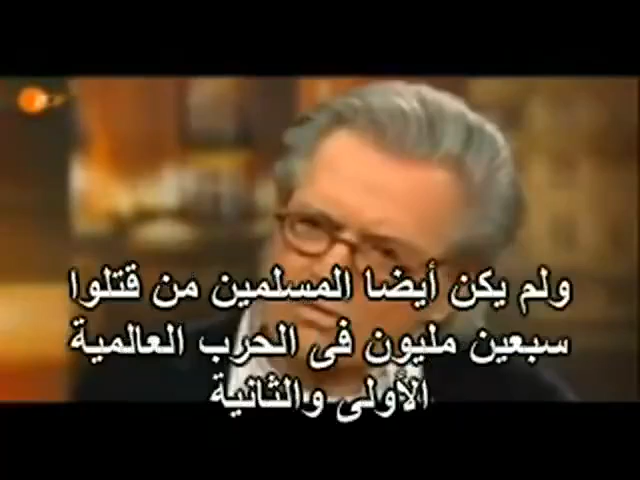 ولم يكن أيضا المسلمين من قتلوا
سبعين مليون فى الحرب العالمية
الأولى والثانية